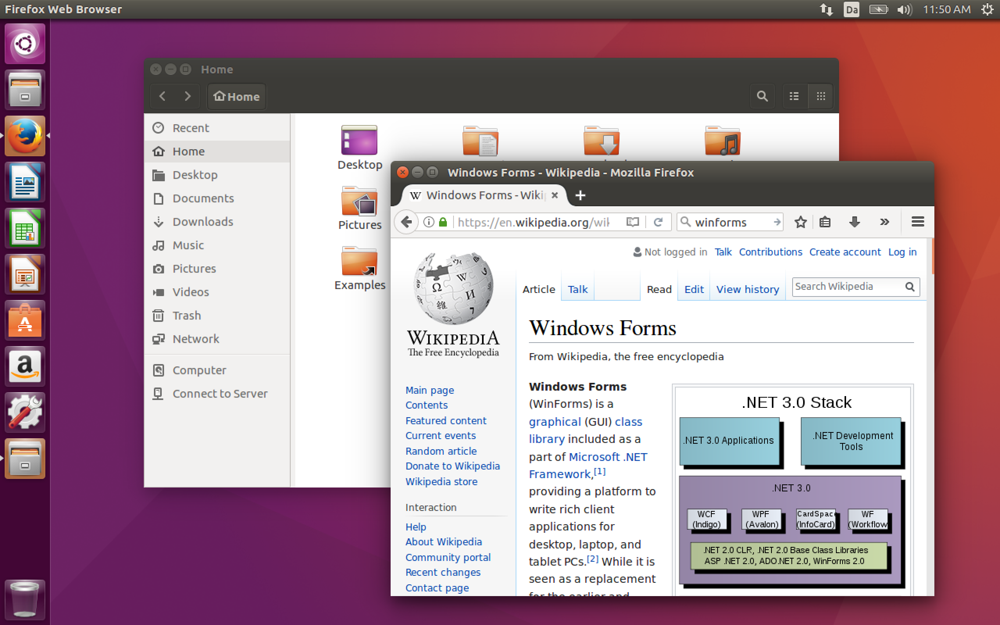 Firefox Web Browser
Da
11:50 AM
Home
Home
Recent
Home
Desktop
Documents
Downloads
Music
Pictures
Videos
Trash
Network
Computer
Connect to Server
Desktop
Pictures
Examples
Windows Forms - Wikipedia - Mozilla Firefox
W Windows Forms - Wiki
https://en.wikipedia.org/wik
winforms
Not logged in Talk Contributions Create account Log in
Article Talk Read Edit View history
Search Wikipedia
WIKIPEDIA
The Free Encyclopedia
Main page
Contents
Featured content
Current events
Random article
Donate to Wikipedia
Wikipedia store
Interaction
Help
About Wikipedia
Community portal
Recent changes
Contact page
Windows Forms
From Wikipedia, the free encyclopedia
Windows Forms
(WinForms) is a
graphical (GUI) class
library included as a
part of Microsoft .NET
Framework,[1]
providing a platform to
write rich client
applications for
desktop, laptop, and
tablet PCs.[2] While it is
seen as a replacement
for the earlier and
.NET 3.0 Stack
.NET 3.0 Applications
.NET Development
Tools
.NET 3.0
WCF
(Indigo)
WPF
(Avalon)
CardSpace
(InfoCard)
WF
(Workflow
.NET 2.0 CLR, .NET 2.0 Base Class Libraries
ASP .NET 2.0, ADO.NET 2.0, WinForms 2.0